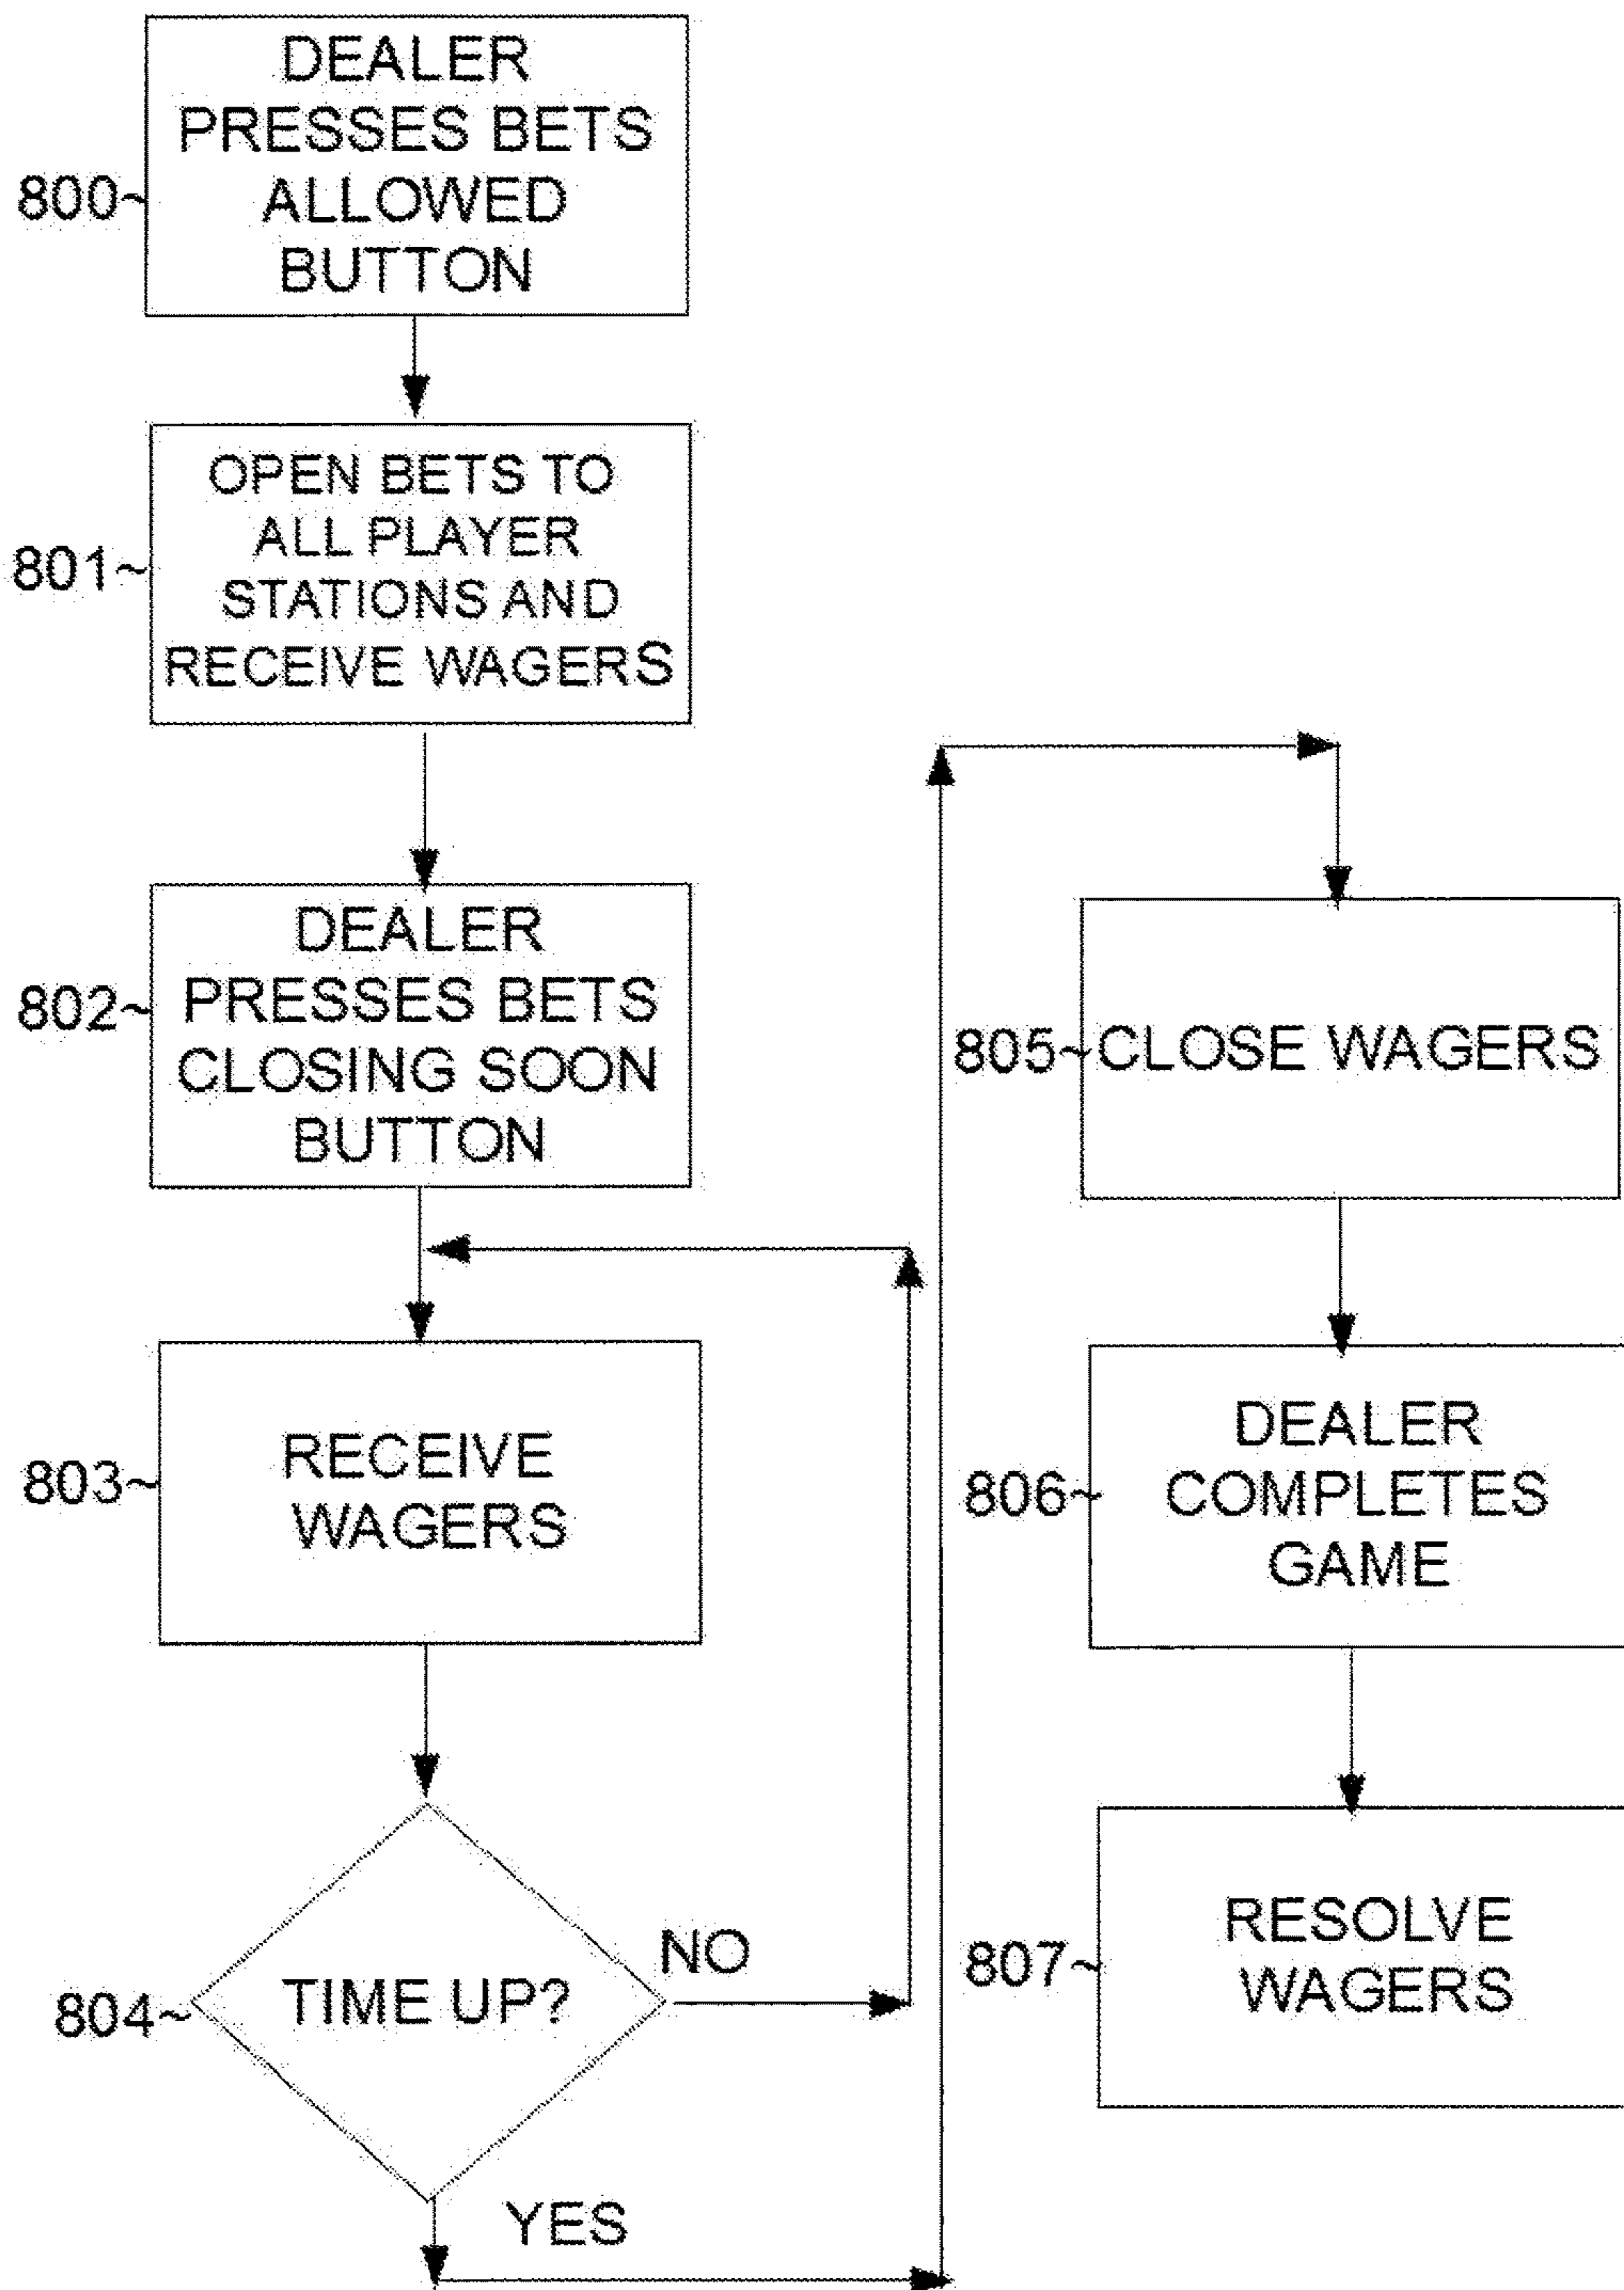 DEALER
PRESSES BETS
ALLOWED
BUTTON
800~
OPEN BETS TO
ALL PLAYER
STATIONS AND
RECEIVE WAGERS
801~
DEALER
PRESSES BETS
CLOSING SOON
BUTTON
802~
RECEIVE
WAGERS
803~
TIME UP?
804~
NO
YES
805~
CLOSE WAGERS
DEALER
COMPLETES
GAME
806~
RESOLVE
WAGERS
807~